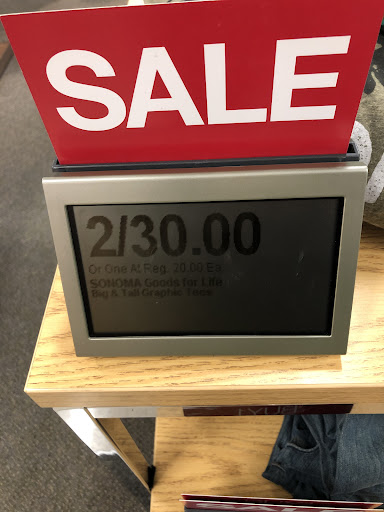 SALE
2/30.00
Or One At Reg. 20.00 Ea.
SONOMA Goods for Life
Big & Tall Graphic Tees